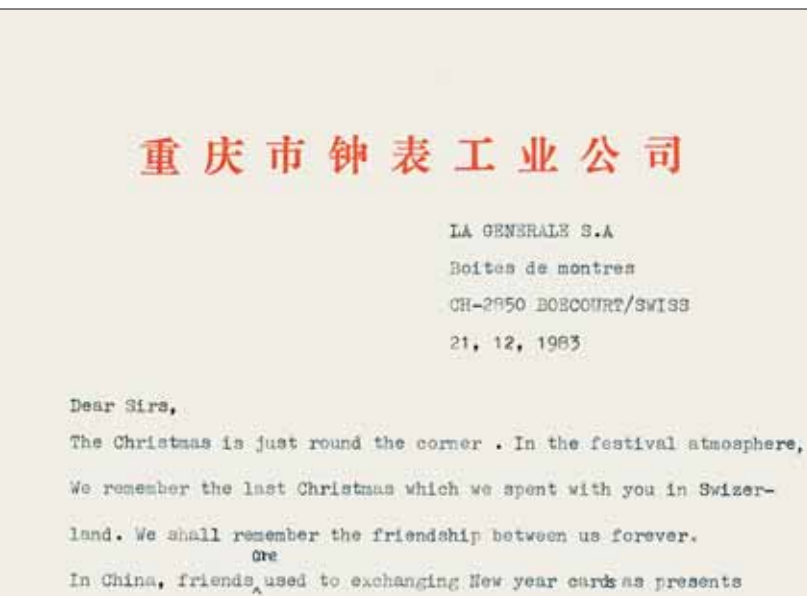 重庆市钟表工业公司
LA GENERALE S.A
Boites de montres
CH-2850 BOECOURT/SWISS
21, 12, 1983
Dear Sirs,
The Christmas is just round the corner . In the festival atmosphere,
We remember the last Christmas which we spent with you in Swizer-
land. We shall remember the friendship between us forever.
are
In China, friends used to exchanging New year cards as presents